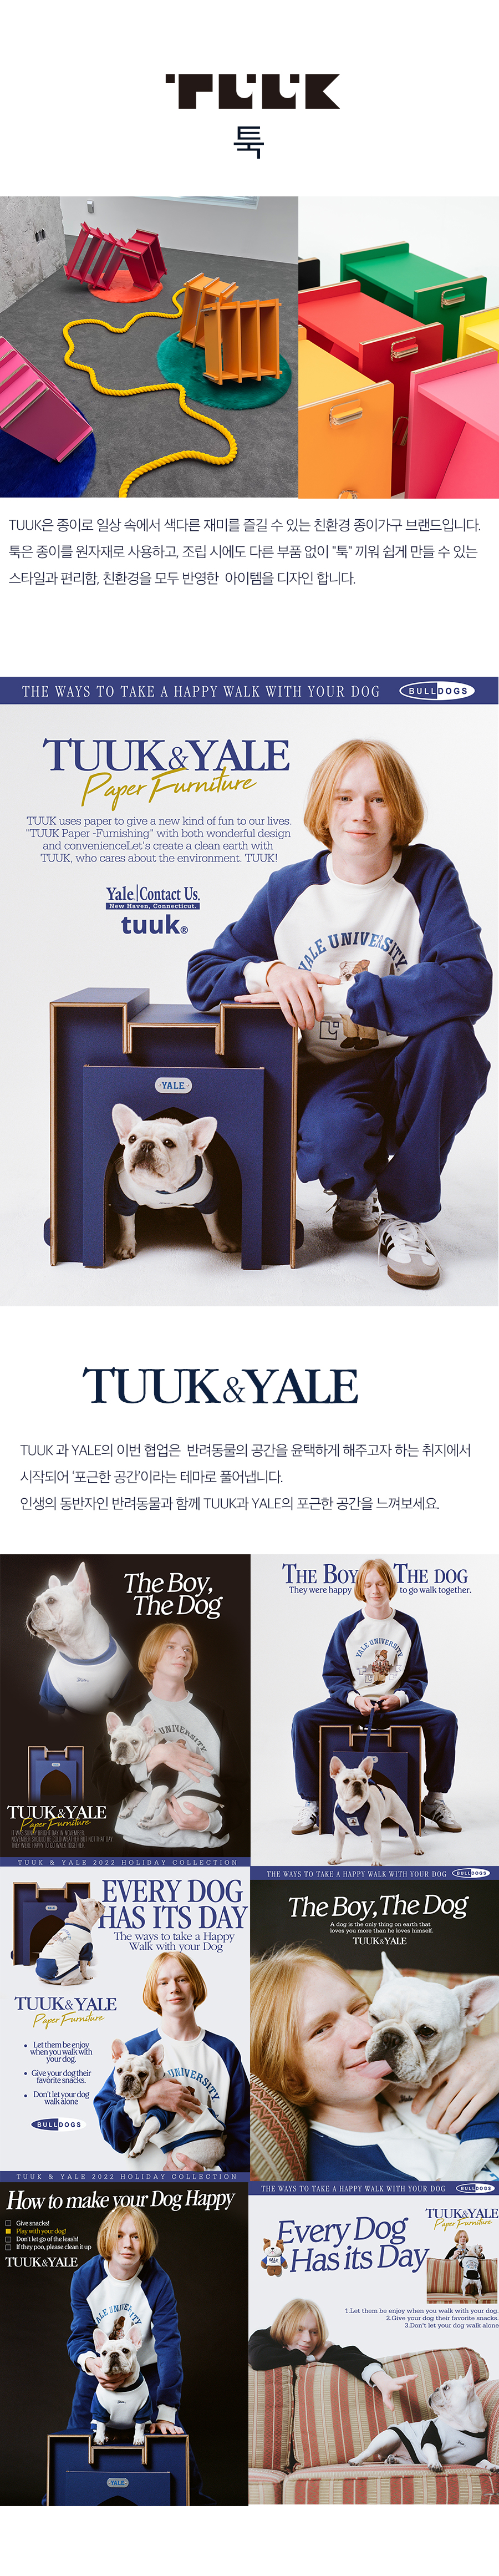 TUUK
툭
TUUK은 종이로 일상 속에서 색다른 재미를 즐길 수 있는 친환경 종이가구 브랜드입니다.
툭은 종이를 원자재로 사용하고, 조립 시에도 다른 부품 없이 "툭" 끼워 쉽게 만들 수 있는
스타일과 편리함, 친환경을 모두 반영한 아이템을 디자인 합니다.
THE WAYS TO TAKE A HAPPY WALK WITH YOUR DOG
BULLDOGS
TUUK&YALE
Paper Furniture
TUUK uses paper to give a new kind of fun to our lives.
"TUUK Paper -Furnishing" with both wonderful design
and convenienceLet's create a clean earth with
TUUK, who cares about the environment. TUUK!
Yale|Contact Us.
New Haven, Connecticut.
tuuk®
YALE UNIVERSITY
YALE
TUUK&YALE
TUUK 과 YALE의 이번 협업은 반려동물의 공간을 윤택하게 해주고자 하는 취지에서
시작되어 '포근한 공간'이라는 테마로 풀어냅니다.
인생의 동반자인 반려동물과 함께 TUUK과 YALE의 포근한 공간을 느껴보세요.
The Boy,
The Dog
UNIVERSITY
TUUK&YALE
Paper Furniture
TUUK & YALE 2022 HOLIDAY COLLECTION
THE BOY THE DOG
They were happy to go walk together.
YALE UNIVERSITY
THE WAYS TO TAKE A HAPPY WALK WITH YOUR DOG
BULLDOGS
EVERY DOG
HAS ITS DAY
The ways to take a Happy
Walk with your Dog
TUUK&YALE
Paper Furniture
• Let them be enjoy
when you walk with
your dog.
• Give your dog their
favorite snacks.
• Don't let your dog
walk alone
BULLDOGS
UNIVERSITY
TUUK & YALE 2022 HOLIDAY COLLECTION
The Boy, The Dog
A dog is the only thing on earth that
loves you more than he loves himself.
TUUK&YALE
THE WAYS TO TAKE A HAPPY WALK WITH YOUR DOG
BULLDOGS
How to make your Dog Happy
Give snacks!
Play with your dog!
Don't let go of the leash!
If they poo, please clean it up
TUUK&YALE
YALE UNIVERSITY
YALE
Every Dog
Has its Day
TUUK&YALE
Paper Furniture
1.Let them be enjoy when you walk with your dog.
2.Give your dog their favorite snacks.
3.Don't let your dog walk alone